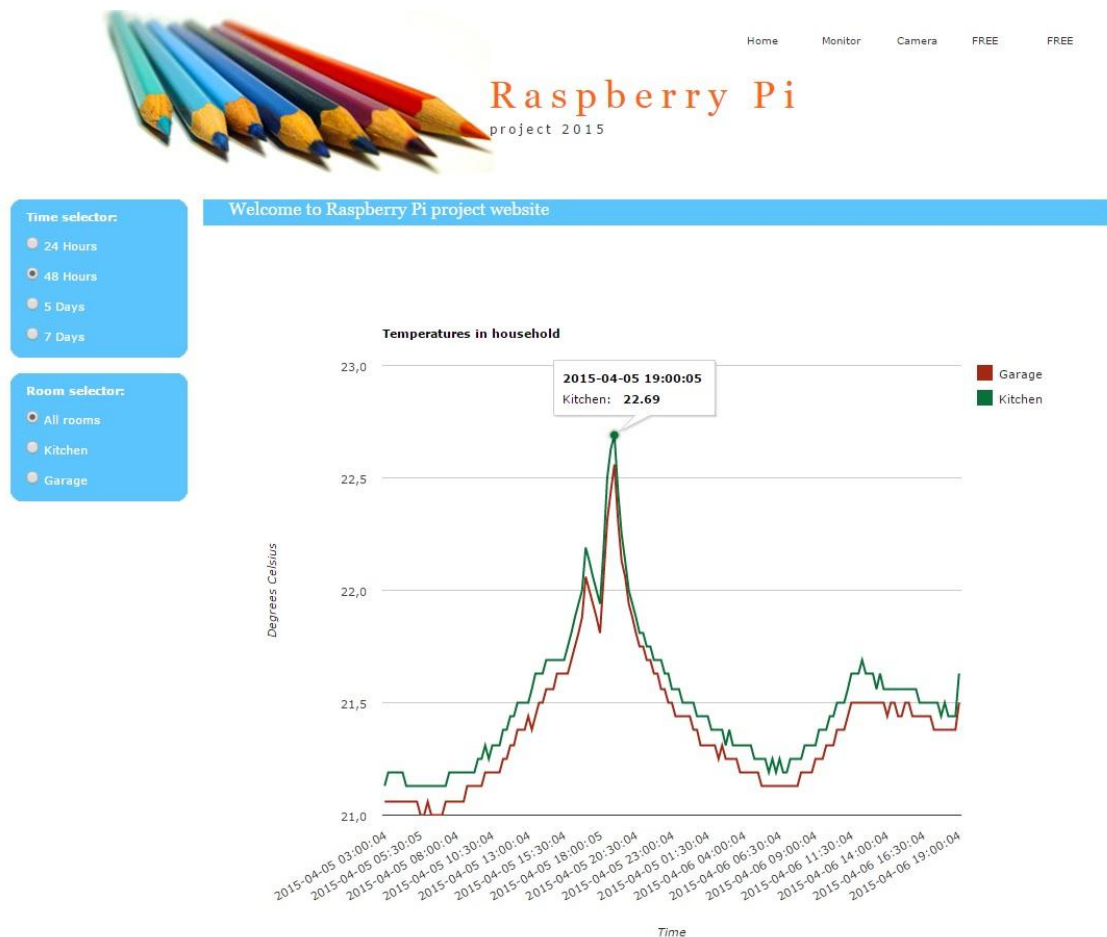 Home Monitor Camera FREE FREE
Raspberry Pi
project 2015
Time selector:
24 Hours
48 Hours
5 Days
7 Days
Room selector:
All rooms
Kitchen
Garage
Welcome to Raspberry Pi project website
Temperatures in household
23,0
22,5
22,0
21,5
21,0
Degrees Celsius
2015-04-05 19:00:05
Kitchen: 22.69
Garage
Kitchen
2015-04-05 03:00:04
2015-04-05 05:30:05
2015-04-05 08:00:04
2015-04-05 10:30:04
2015-04-05 13:00:04
2015-04-05 15:30:04
2015-04-05 18:00:05
2015-04-05 20:30:04
2015-04-05 23:00:04
2015-04-06 01:30:04
2015-04-06 04:00:04
2015-04-06 06:30:04
2015-04-06 09:00:04
2015-04-06 11:30:04
2015-04-06 14:00:04
2015-04-06 16:30:04
2015-04-06 19:00:04
Time